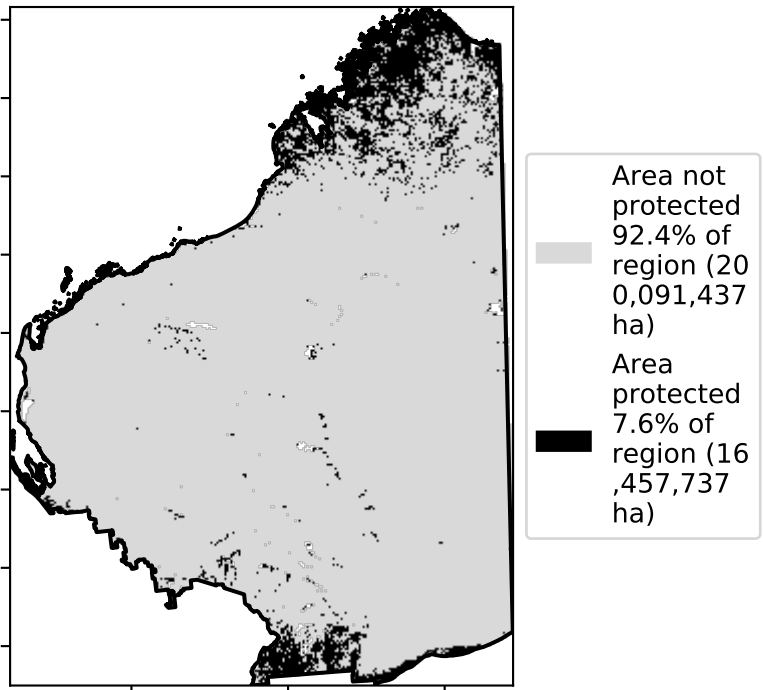 Area not
protected
92.4% of
region (20
0,091,437
ha)
Area
protected
7.6% of
region (16
,457,737
ha)